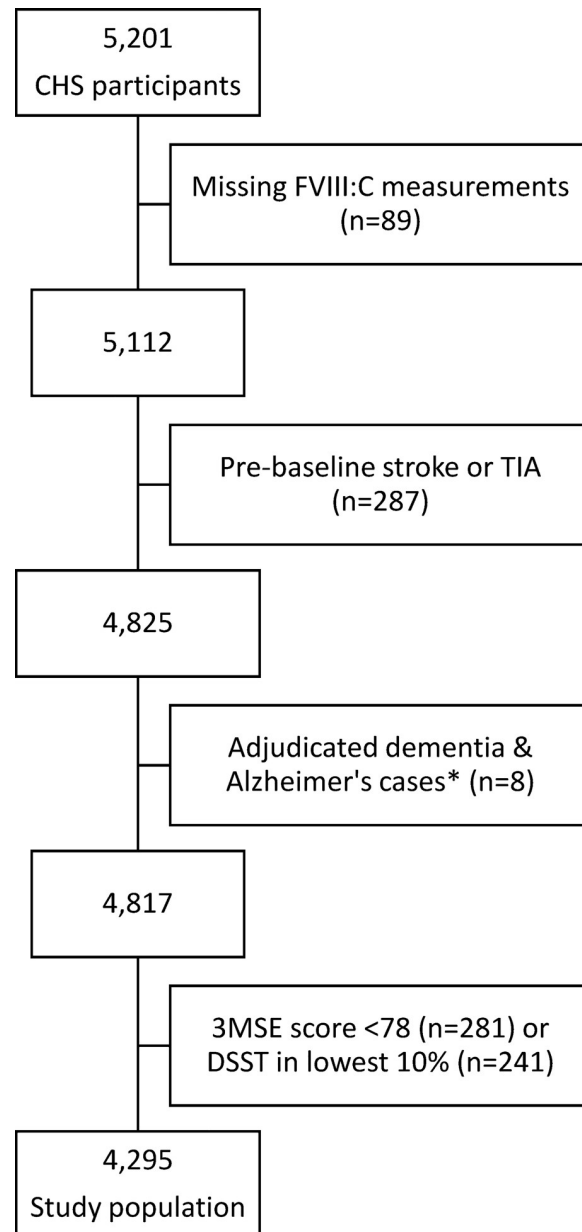 5,201
CHS participants
Missing FVIII:C measurements
(n=89)
5,112
Pre-baseline stroke or TIA
(n=287)
4,825
Adjudicated dementia &
Alzheimer's cases* (n=8)
4,817
3MSE score <78 (n=281) or
DSST in lowest 10% (n=241)
4,295
Study population